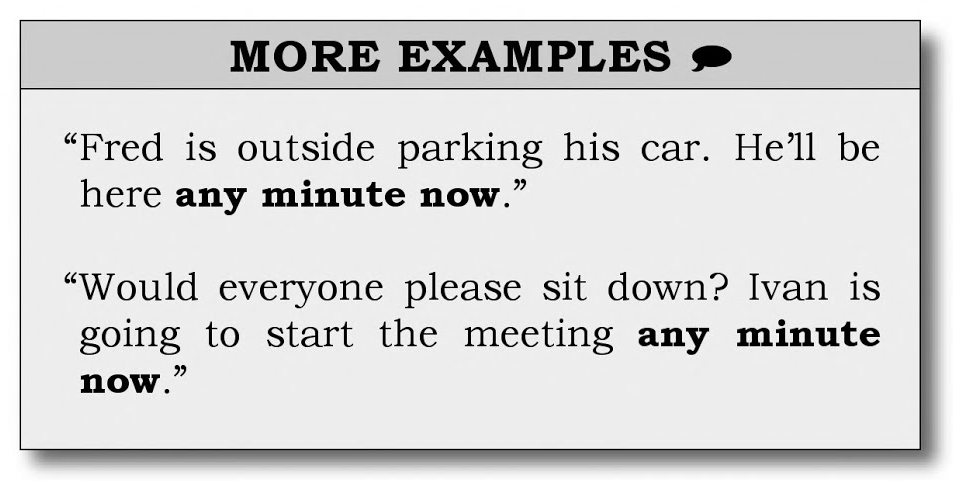 MORE EXAMPLES
“Fred is outside parking his car. He’ll be
here any minute now.”
“Would everyone please sit down? Ivan is
going to start the meeting any minute
now.”